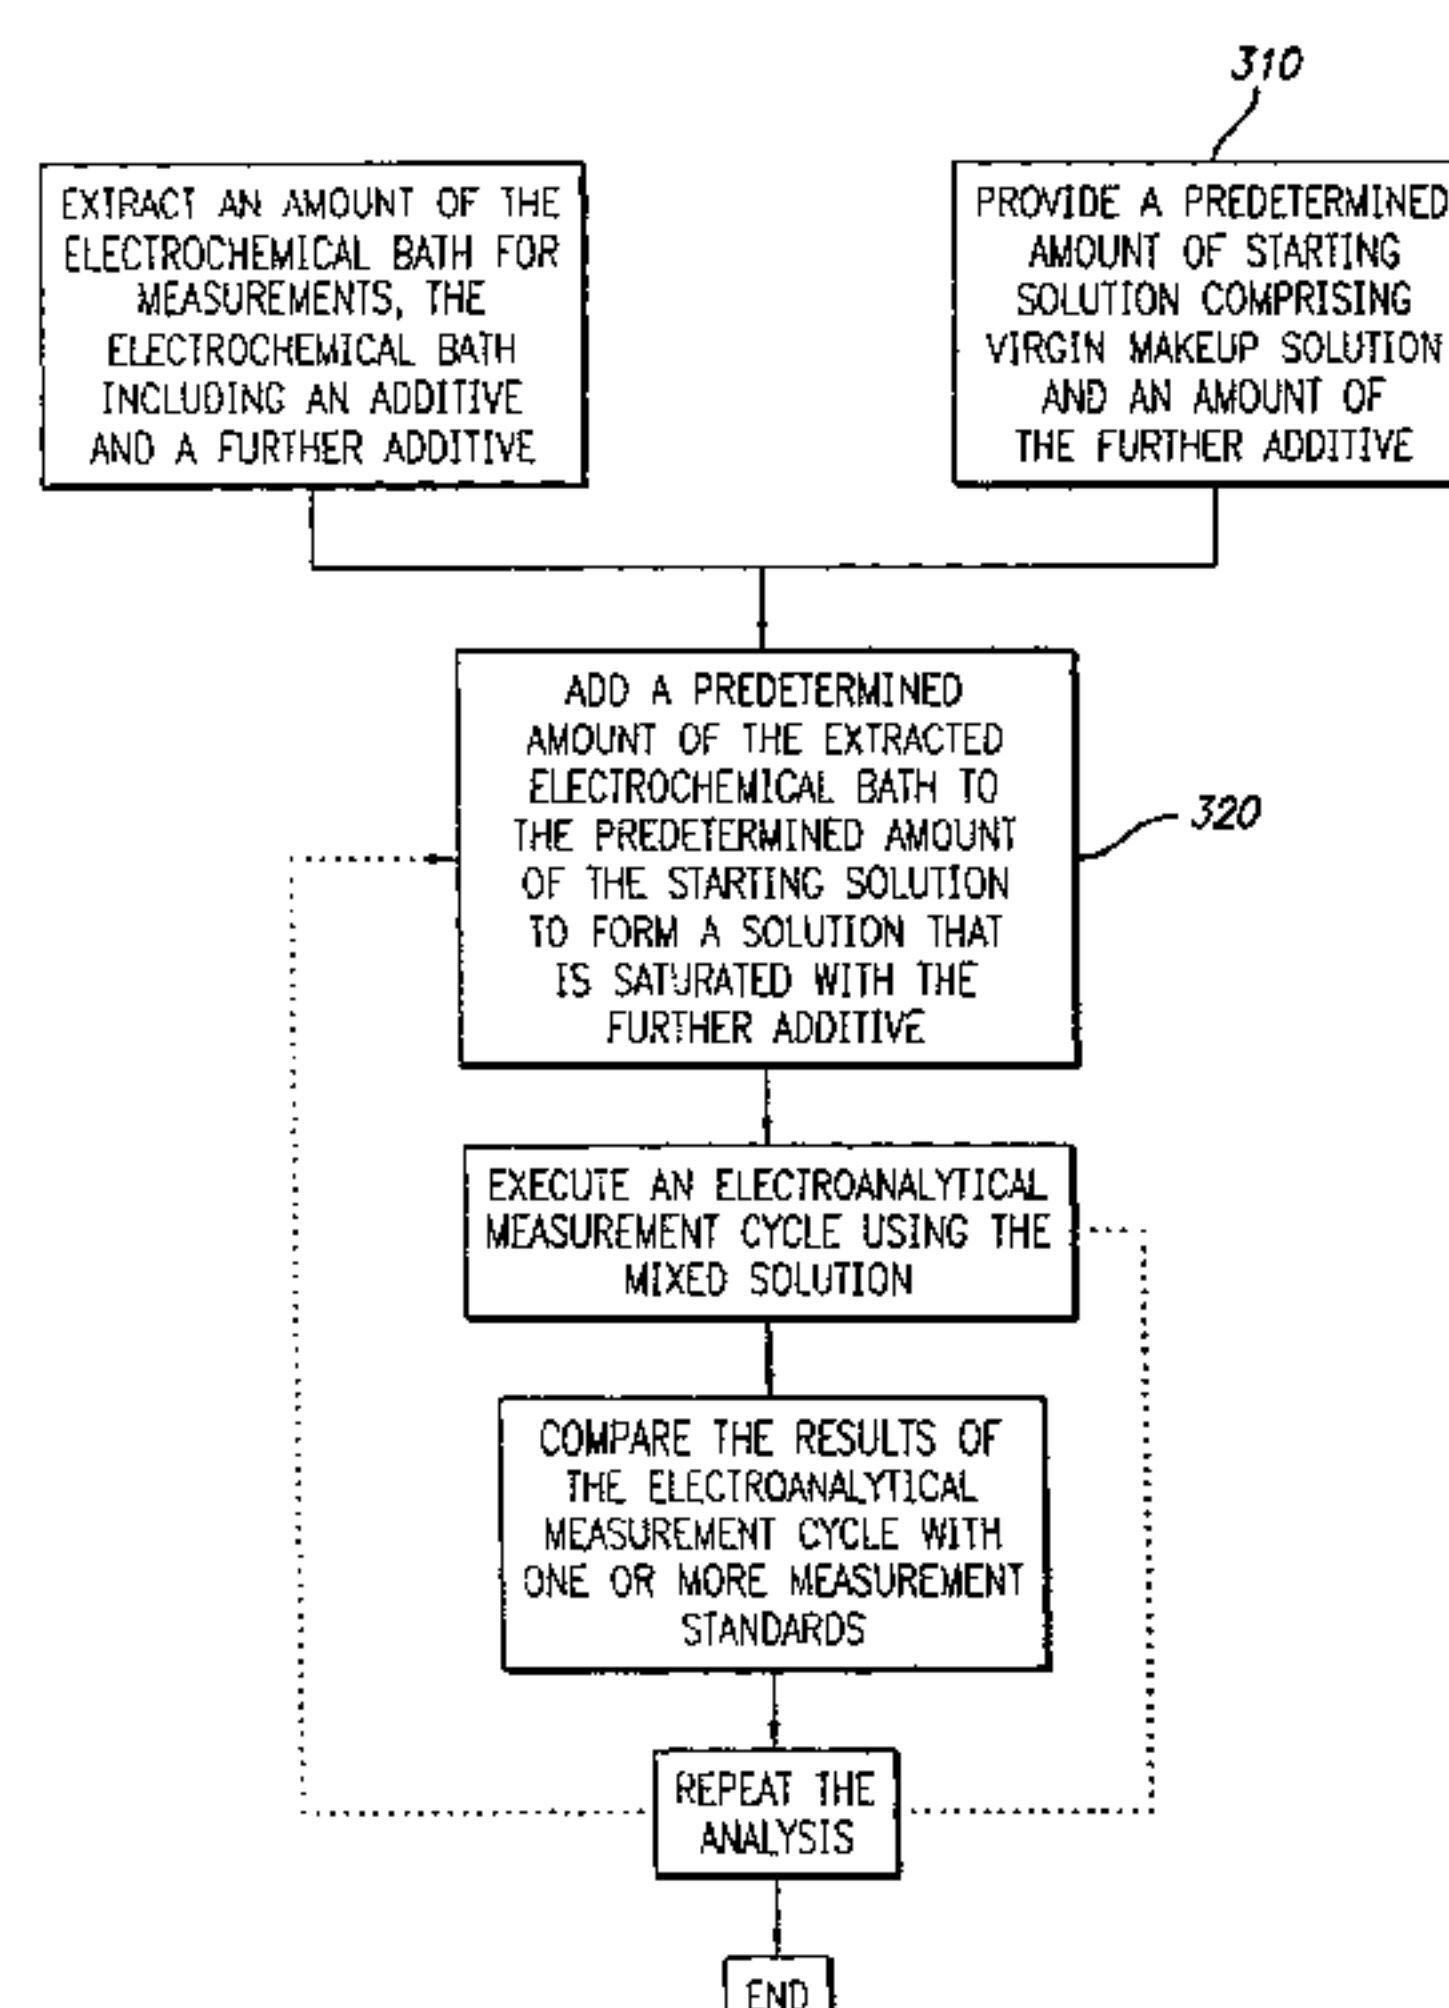 310
EXTRACT AN AMOUNT OF THE
ELECTROCHEMICAL BATH FOR
MEASUREMENTS, THE
ELECTROCHEMICAL BATH
INCLUDING AN ADDITIVE
AND A FURTHER ADDITIVE
PROVIDE A PREDETERMINED
AMOUNT OF STARTING
SOLUTION COMPRISING
VIRGIN MAKEUP SOLUTION
AND AN AMOUNT OF
THE FURTHER ADDITIVE
ADD A PREDETERMINED
AMOUNT OF THE EXTRACTED
ELECTROCHEMICAL BATH TO
THE PREDETERMINED AMOUNT
OF THE STARTING SOLUTION
TO FORM A SOLUTION THAT
IS SATURATED WITH THE
FURTHER ADDITIVE
320
EXECUTE AN ELECTROANALYTICAL
MEASUREMENT CYCLE USING THE
MIXED SOLUTION
COMPARE THE RESULTS OF
THE ELECTROANALYTICAL
MEASUREMENT CYCLE WITH
ONE OR MORE MEASUREMENT
STANDARDS
REPEAT THE
ANALYSIS
END